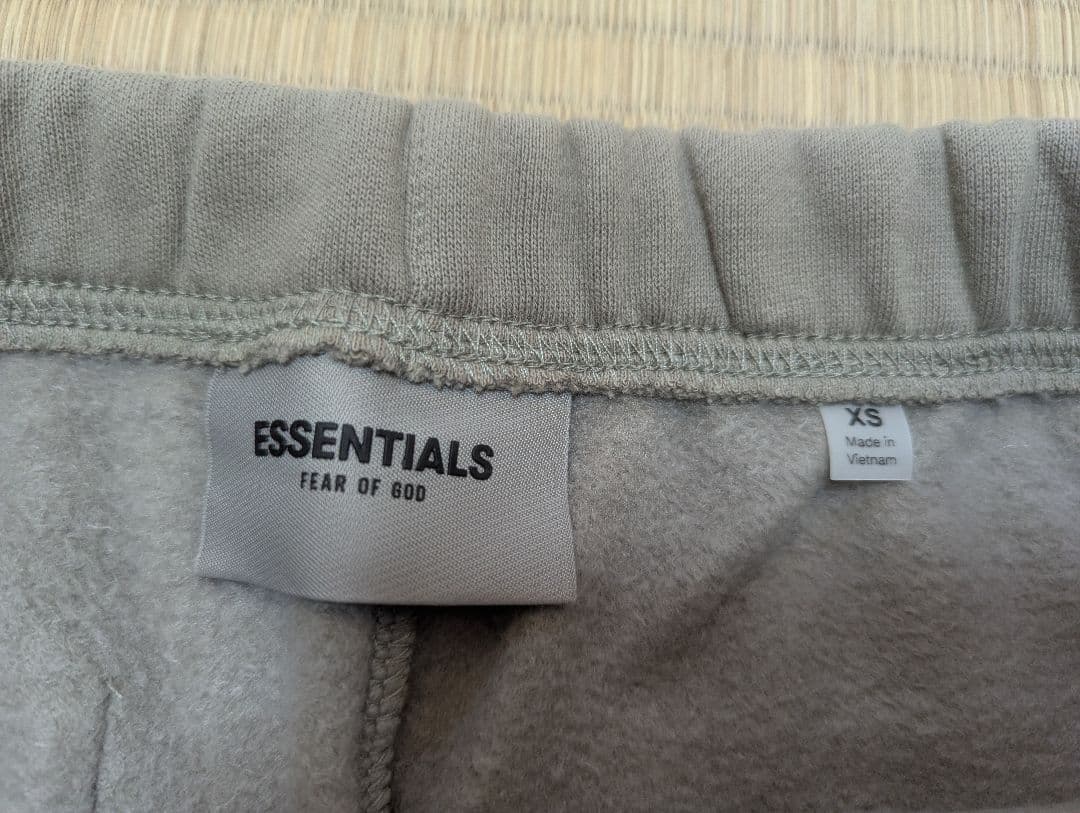 ESSENTIALS
FEAR OF GOD
XS
Made in
Vietnam